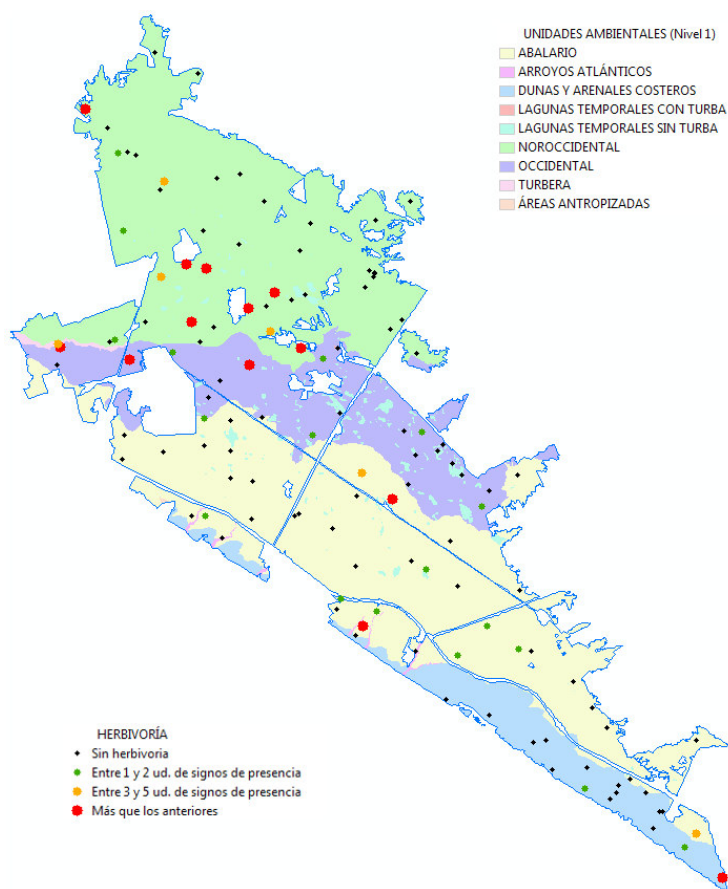 UNIDADES AMBIENTALES (Nivel 1)
ABALARIO
ARROYOS ATLÁNTICOS
DUNAS Y ARENALES COSTEROS
LAGUNAS TEMPORALES CON TURBA
LAGUNAS TEMPORALES SIN TURBA
NOROCCIDENTAL
OCCIDENTAL
TURBERA
ÁREAS ANTROPIZADAS
HERBIVORÍA
Sin herbivoria
Entre 1 y 2 ud. de signos de presencia
Entre 3 y 5 ud. de signos de presencia
Más que los anteriores